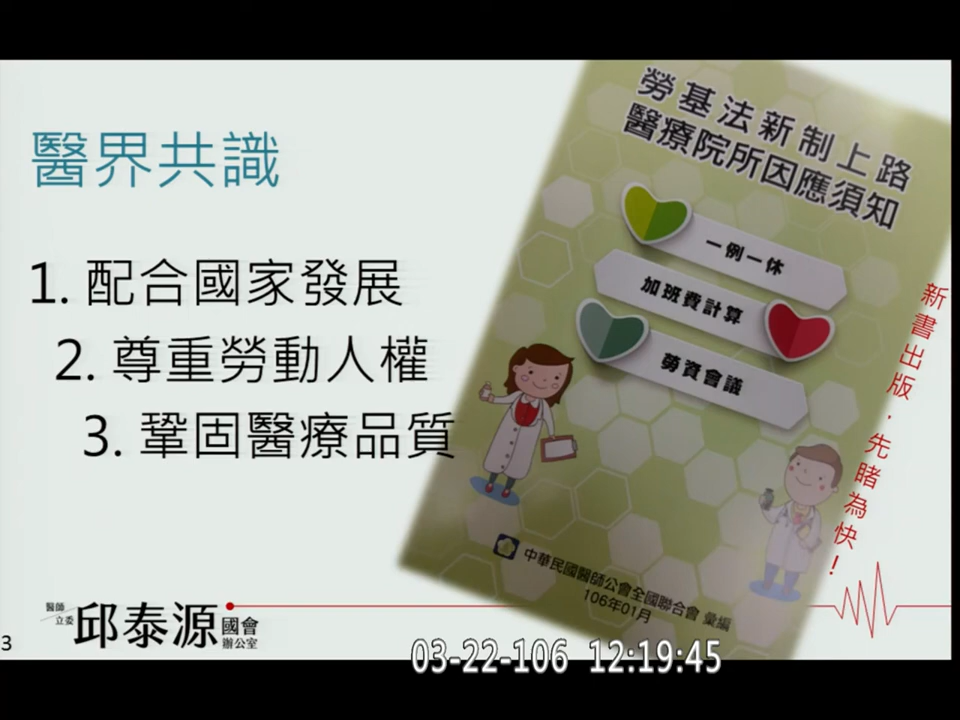 醫界共識
1. 配合國家發展
2. 尊重勞動人權
3. 鞏固醫療品質
勞基法新制上路
醫療院所因應須知
一例一休
加班費計算
勞資會議
中華民國醫師公會全國聯合會 彙編
106年01月
新書出版．先睹為快！
醫師
立委
邱泰源
國會
辦公室
3
03-22-106 12:19:45